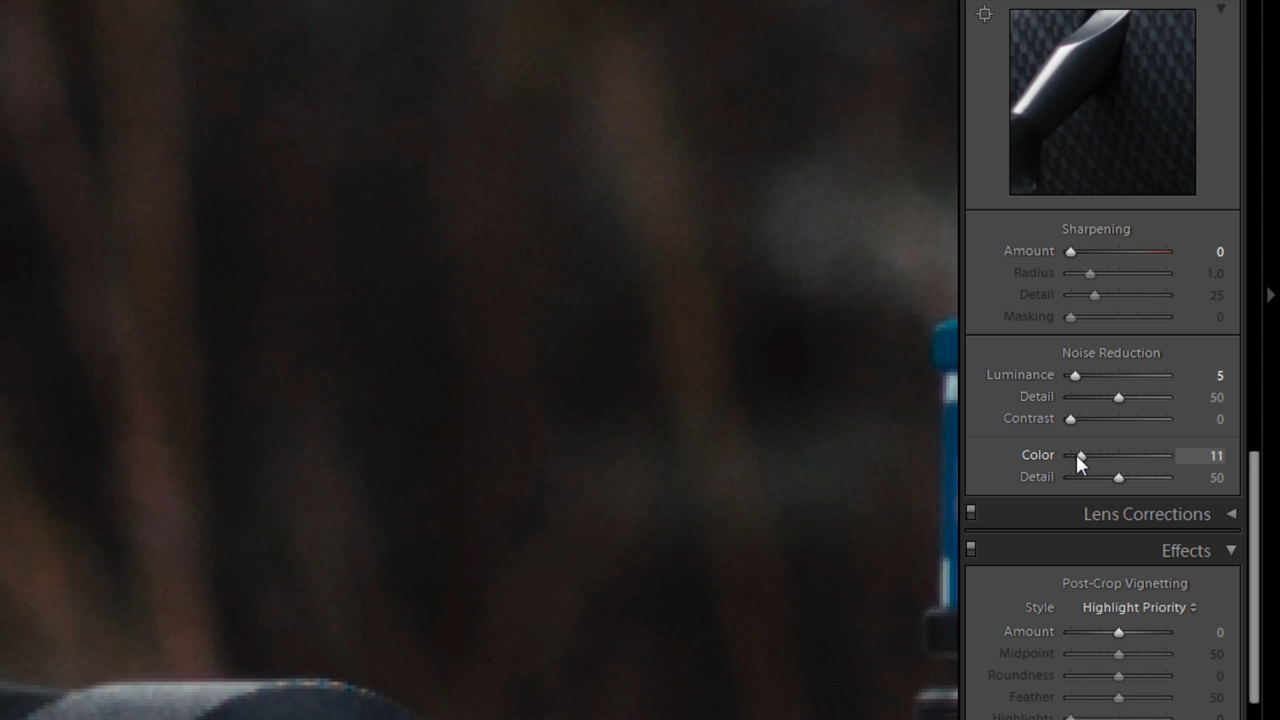 Sharpening
Amount 0
Radius 1.0
Detail 25
Masking 0
Noise Reduction
Luminance 5
Detail 50
Contrast 0
Color 11
Detail 50
Lens Corrections
Effects
Post-Crop Vignetting
Style Highlight Priority
Amount 0
Midpoint 50
Roundness 0
Feather 50
Highlights 0